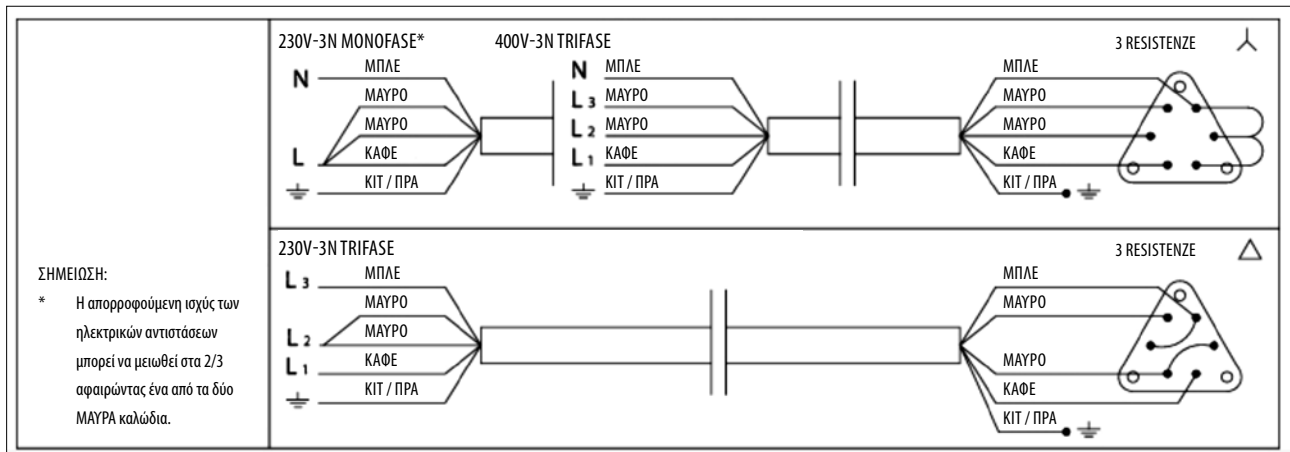 230V-3N MONOFASE*
400V-3N TRIFASE
3 RESISTENZE
N ΜΠΛΕ
ΜΑΥΡΟ
ΜΑΥΡΟ
L ΚΑΦΕ
ΚΙΤ / ΠΡΑ
N ΜΠΛΕ
L3 ΜΑΥΡΟ
L2 ΜΑΥΡΟ
L1 ΚΑΦΕ
ΚΙΤ / ΠΡΑ
ΜΠΛΕ
ΜΑΥΡΟ
ΜΑΥΡΟ
ΚΑΦΕ
ΚΙΤ / ΠΡΑ
230V-3N TRIFASE
3 RESISTENZE
L3 ΜΠΛΕ
ΜΑΥΡΟ
L2 ΜΑΥΡΟ
L1 ΚΑΦΕ
ΚΙΤ / ΠΡΑ
ΜΠΛΕ
ΜΑΥΡΟ
ΜΑΥΡΟ
ΚΑΦΕ
ΚΙΤ / ΠΡΑ
ΣΗΜΕΙΩΣΗ:
* Η απορροφούμενη ισχύς των
ηλεκτρικών αντιστάσεων
μπορεί να μειωθεί στα 2/3
αφαιρώντας ένα από τα δύο
ΜΑΥΡΑ καλώδια.